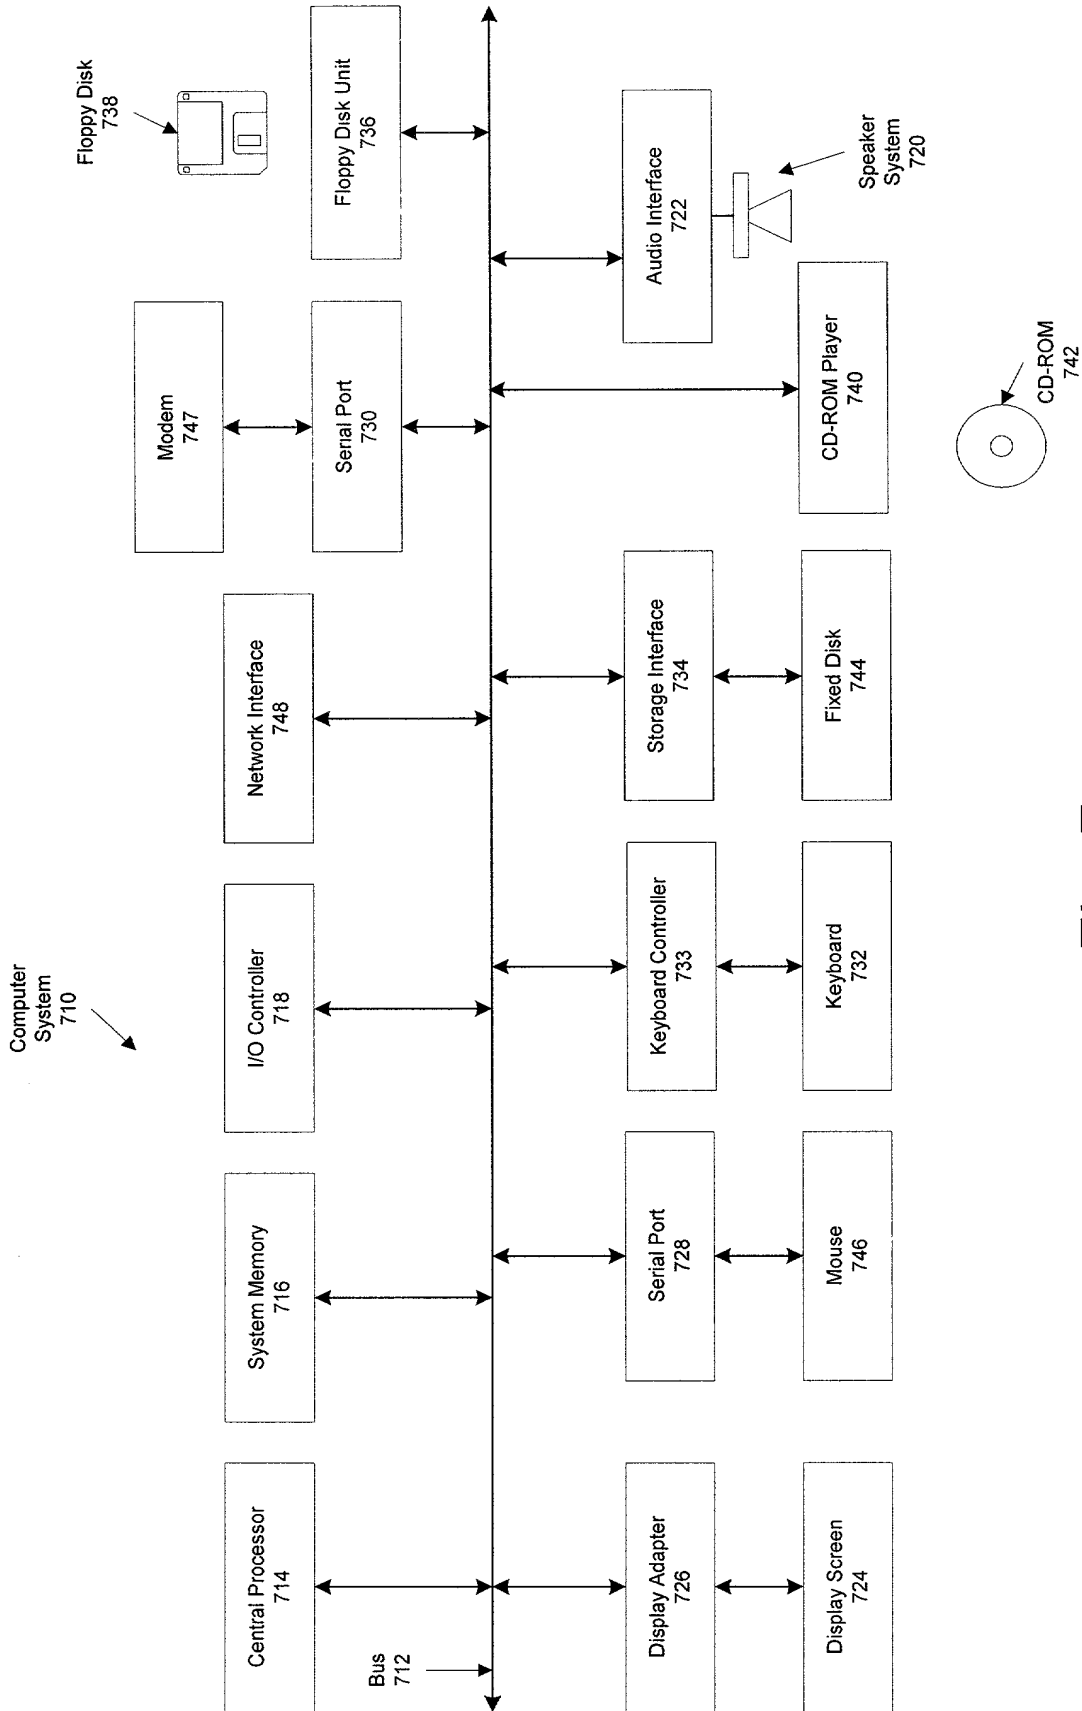 Computer
System
710
Floppy Disk
738
Modem
747
Central Processor
714
System Memory
716
I/O Controller
718
Network Interface
748
Serial Port
730
Floppy Disk Unit
736
Bus
712
Display Adapter
726
Serial Port
728
Keyboard Controller
733
Storage Interface
734
Audio Interface
722
Display Screen
724
Mouse
746
Keyboard
732
Fixed Disk
744
CD-ROM Player
740
Speaker
System
720
CD-ROM
742